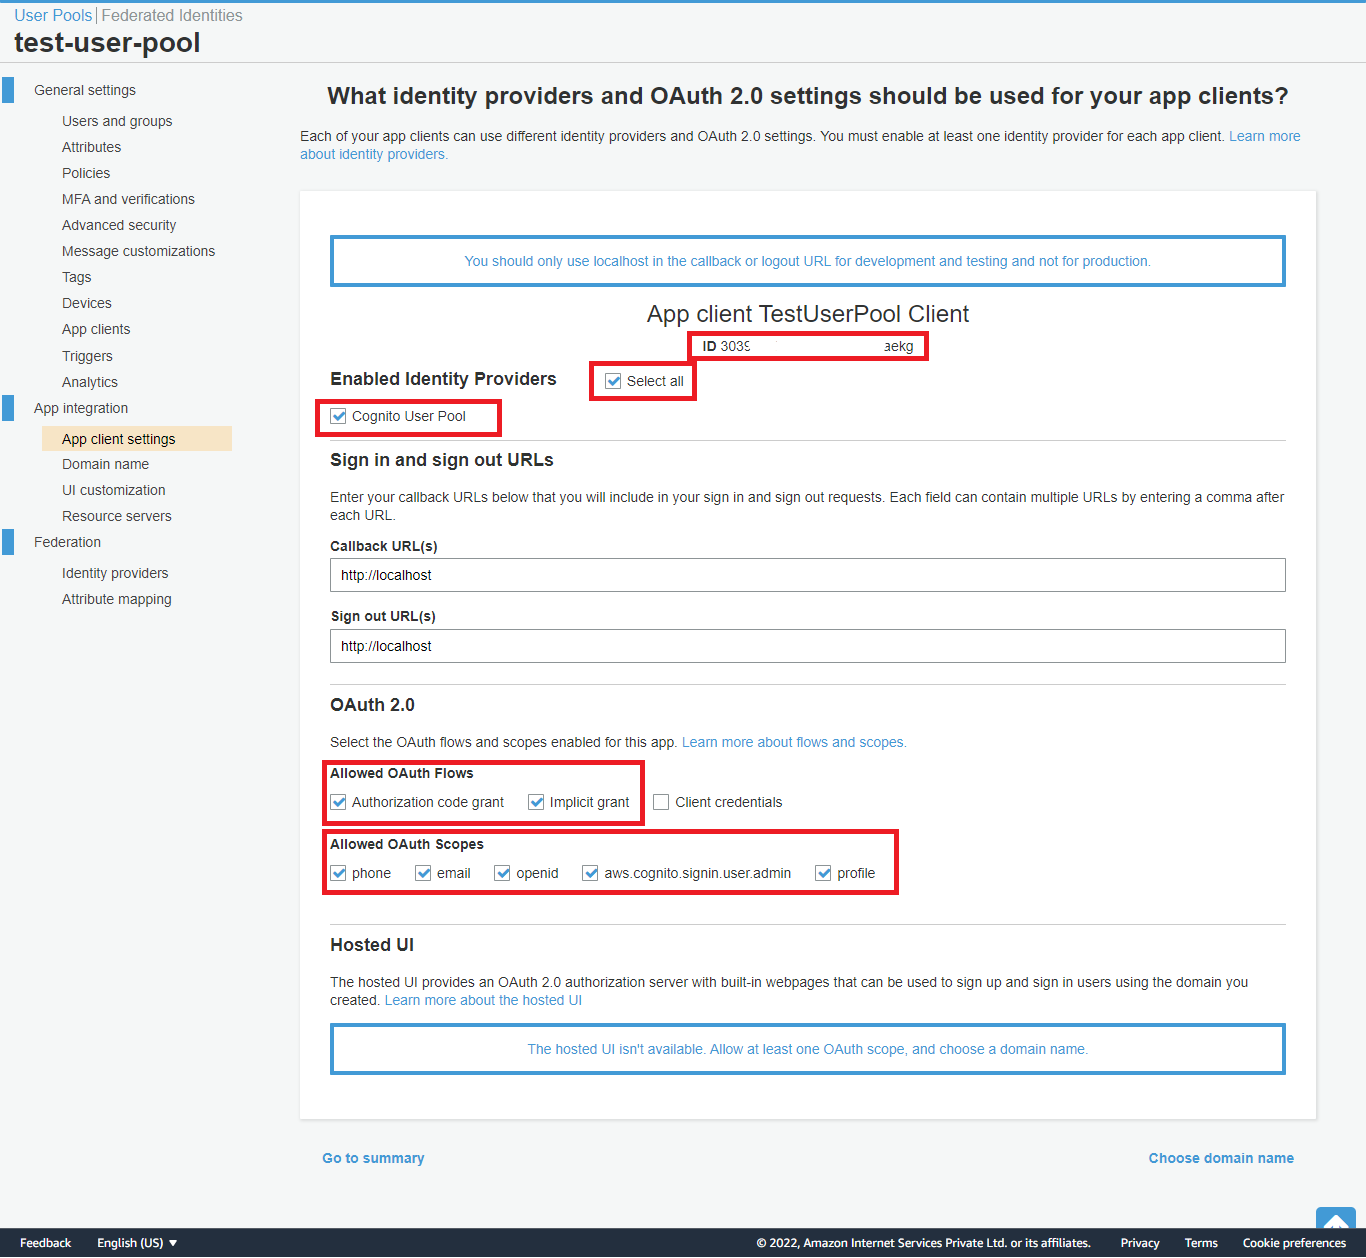 User Pools | Federated Identities
test-user-pool
General settings
Users and groups
Attributes
Policies
MFA and verifications
Advanced security
Message customizations
Tags
Devices
App clients
Triggers
Analytics
App integration
App client settings
Domain name
UI customization
Resource servers
Federation
Identity providers
Attribute mapping
What identity providers and OAuth 2.0 settings should be used for your app clients?
Each of your app clients can use different identity providers and OAuth 2.0 settings. You must enable at least one identity provider for each app client. Learn more
about identity providers.
You should only use localhost in the callback or logout URL for development and testing and not for production.
App client TestUserPool Client
ID 3039 aekg
Enabled Identity Providers Select all
Cognito User Pool
Sign in and sign out URLs
Enter your callback URLs below that you will include in your sign in and sign out requests. Each field can contain multiple URLs by entering a comma after
each URL.
Callback URL(s)
http://localhost
Sign out URL(s)
http://localhost
OAuth 2.0
Select the OAuth flows and scopes enabled for this app. Learn more about flows and scopes.
Allowed OAuth Flows
Authorization code grant Implicit grant Client credentials
Allowed OAuth Scopes
phone email openid aws.cognito.signin.user.admin profile
Hosted UI
The hosted UI provides an OAuth 2.0 authorization server with built-in webpages that can be used to sign up and sign in users using the domain you
created. Learn more about the hosted UI
The hosted UI isn't available. Allow at least one OAuth scope, and choose a domain name.
Go to summary Choose domain name
Feedback English (US) © 2022, Amazon Internet Services Private Ltd. or its affiliates. Privacy Terms Cookie preferences